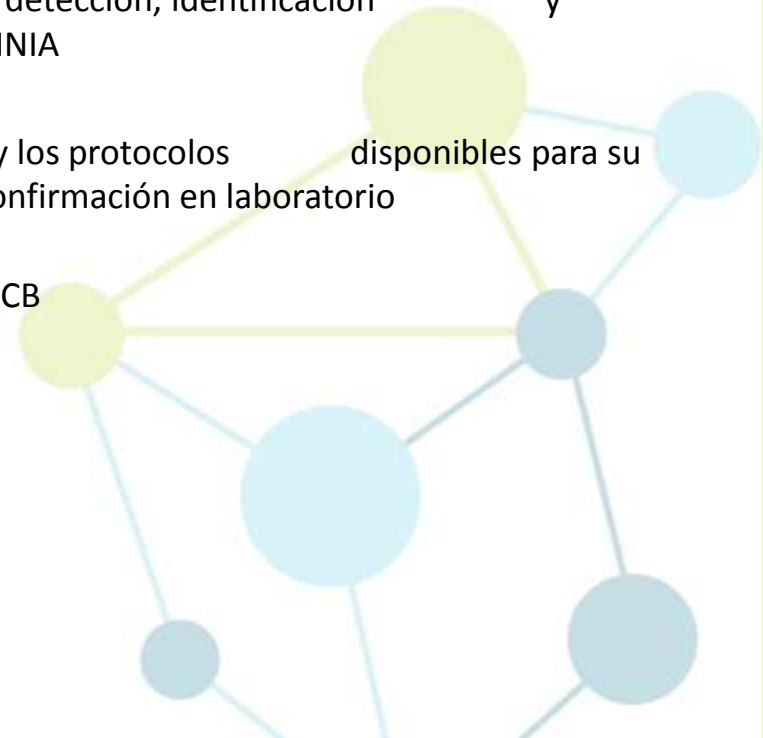 detección, identificación y
INIA
y los protocolos disponibles para su
onfirmación en laboratorio
CB